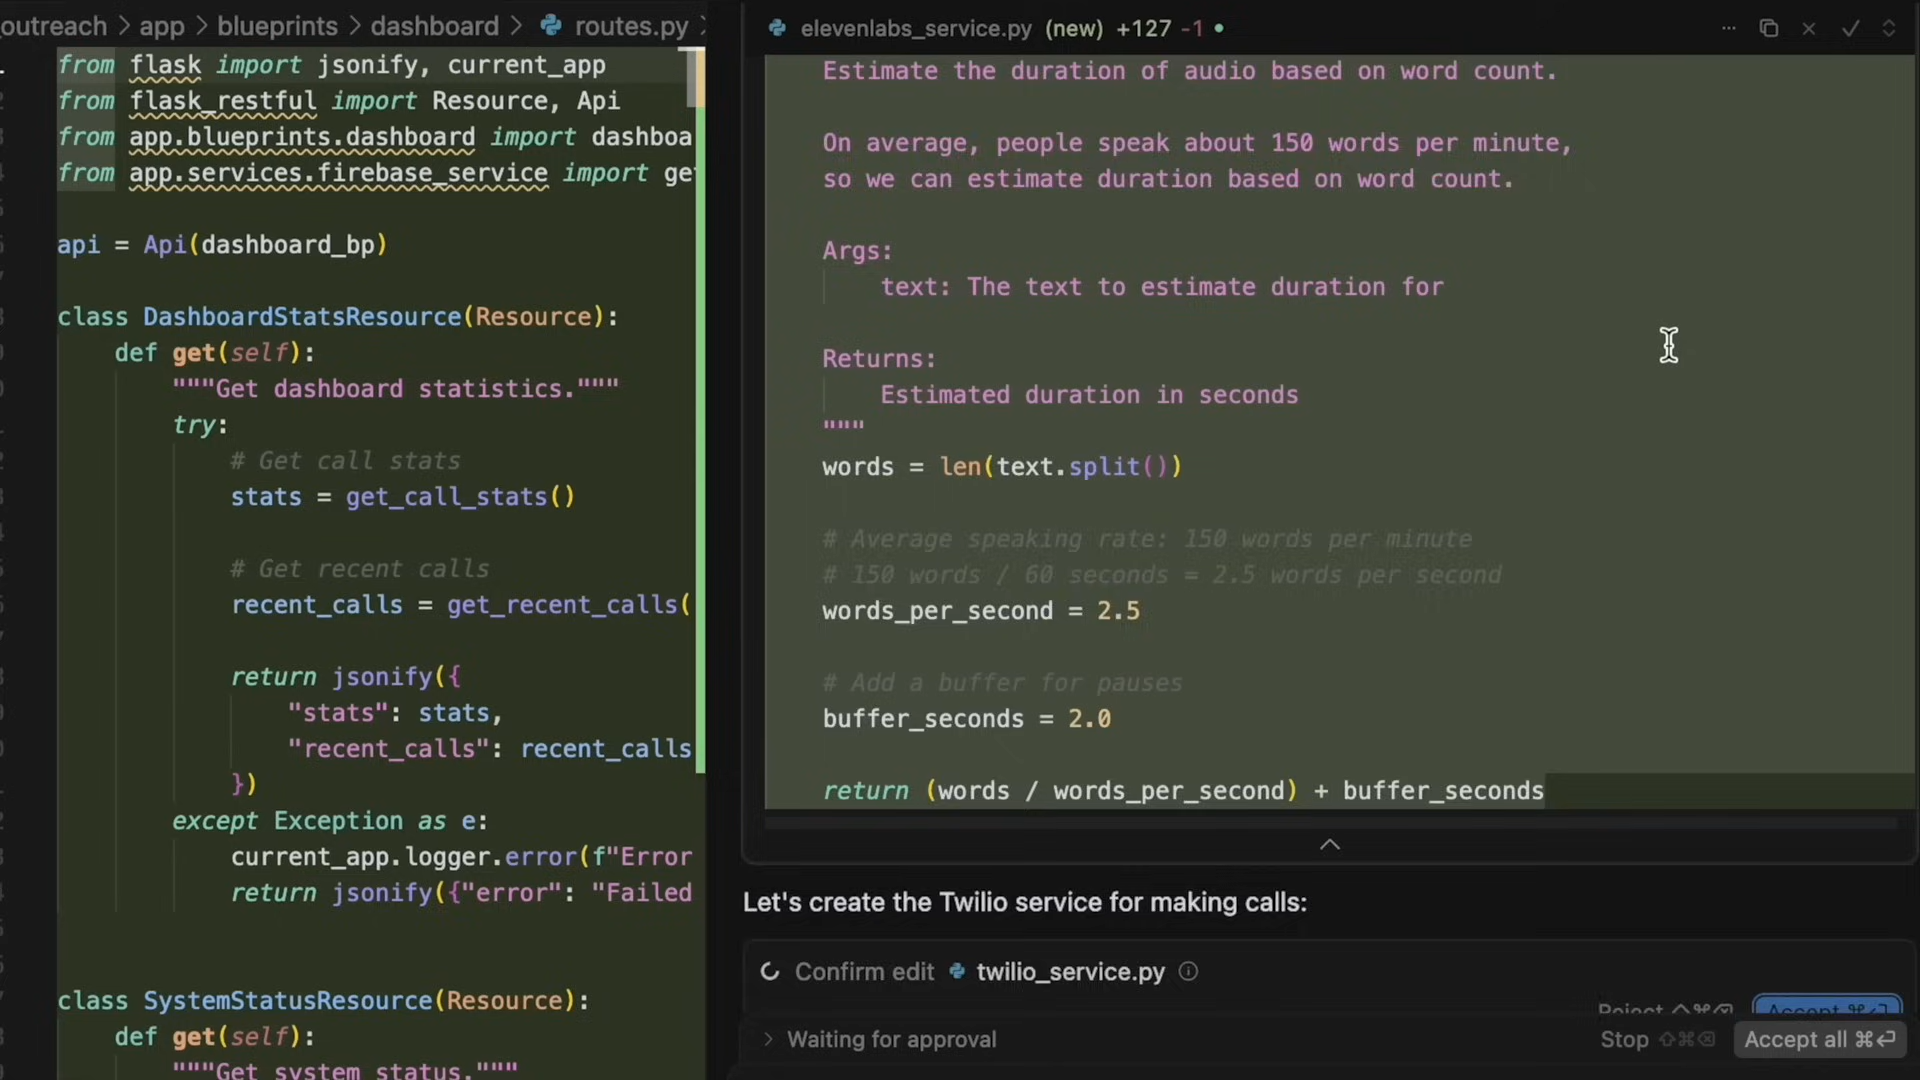 outreach > app > blueprints > dashboard > routes.py >
from flask import jsonify, current_app
from flask_restful import Resource, Api
from app.blueprints.dashboard import dashboa
from app.services.firebase_service import ge
api = Api(dashboard_bp)
class DashboardStatsResource(Resource):
def get(self):
"""Get dashboard statistics."""
try:
# Get call stats
stats = get_call_stats()
# Get recent calls
recent_calls = get_recent_calls(
return jsonify({
"stats": stats,
"recent_calls": recent_calls
})
except Exception as e:
current_app.logger.error(f"Error
return jsonify({"error": "Failed
class SystemStatusResource(Resource):
def get(self):
"""Get system status."""
elevenlabs_service.py (new) +127 -1
Estimate the duration of audio based on word count.
On average, people speak about 150 words per minute,
so we can estimate duration based on word count.
Args:
text: The text to estimate duration for
Returns:
Estimated duration in seconds
"""
words = len(text.split())
# Average speaking rate: 150 words per minute
# 150 words / 60 seconds = 2.5 words per second
words_per_second = 2.5
# Add a buffer for pauses
buffer_seconds = 2.0
return (words / words_per_second) + buffer_seconds
Let's create the Twilio service for making calls:
Confirm edit twilio_service.py
Reject ^⌘⌫ Accept ⌘⏎
> Waiting for approval
Stop ⇧⌘⌫ Accept all ⌘⏎